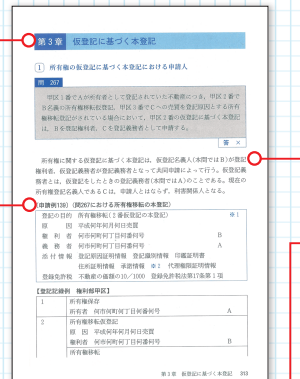 第3章 仮登記に基づく本登記
1 所有権の仮登記に基づく本登記における申請人
問 267
甲区1番でAが所有者として登記されていた不動産のつき、甲区2番で
B名義の所有権移転仮登記、甲区3番でCへの売買を登記原因とする所有
権移転登記がされている場合において、甲区2番の仮登記に基づく本登記
は、Bを登記権利者、Cを登記義務者として申請する。
答 ×
所有権に関する仮登記に基づく本登記は、仮登記名義人(本問ではB)が登記
権利者、仮登記義務者が登記義務者となって共同申請によって行う。仮登記義
務者とは、仮登記をしたときの登記義務者(本問ではA)のことである。現在の
所有権登記名義人であるCは、申請人とはならず、利害関係人となる。
(申請例139)(問267における所有権移転の本登記)
登記の目的 所有権移転(2番仮登記の本登記) ※1
原 因 平成何年何月何日売買
権 利 者 何市何町何丁目何番何号 B
義 務 者 何市何町何丁目何番何号 A
添 付 情 報 登記原因証明情報 登記識別情報 印鑑証明書
住所証明情報 承諾情報 ※2 代理権限証明情報
登録免許税 不動産の価額の10/1000 登録免許税法17条第1項
【登記記録例 権利部甲区】
1 所有権保存
所有者 何市何町何丁目何番何号 A
2 所有権移転仮登記
原因 平成何年何月何日売買
権利者 何市何町何丁目何番何号 B
所有権移転
第3章 仮登記に基づく本登記 313